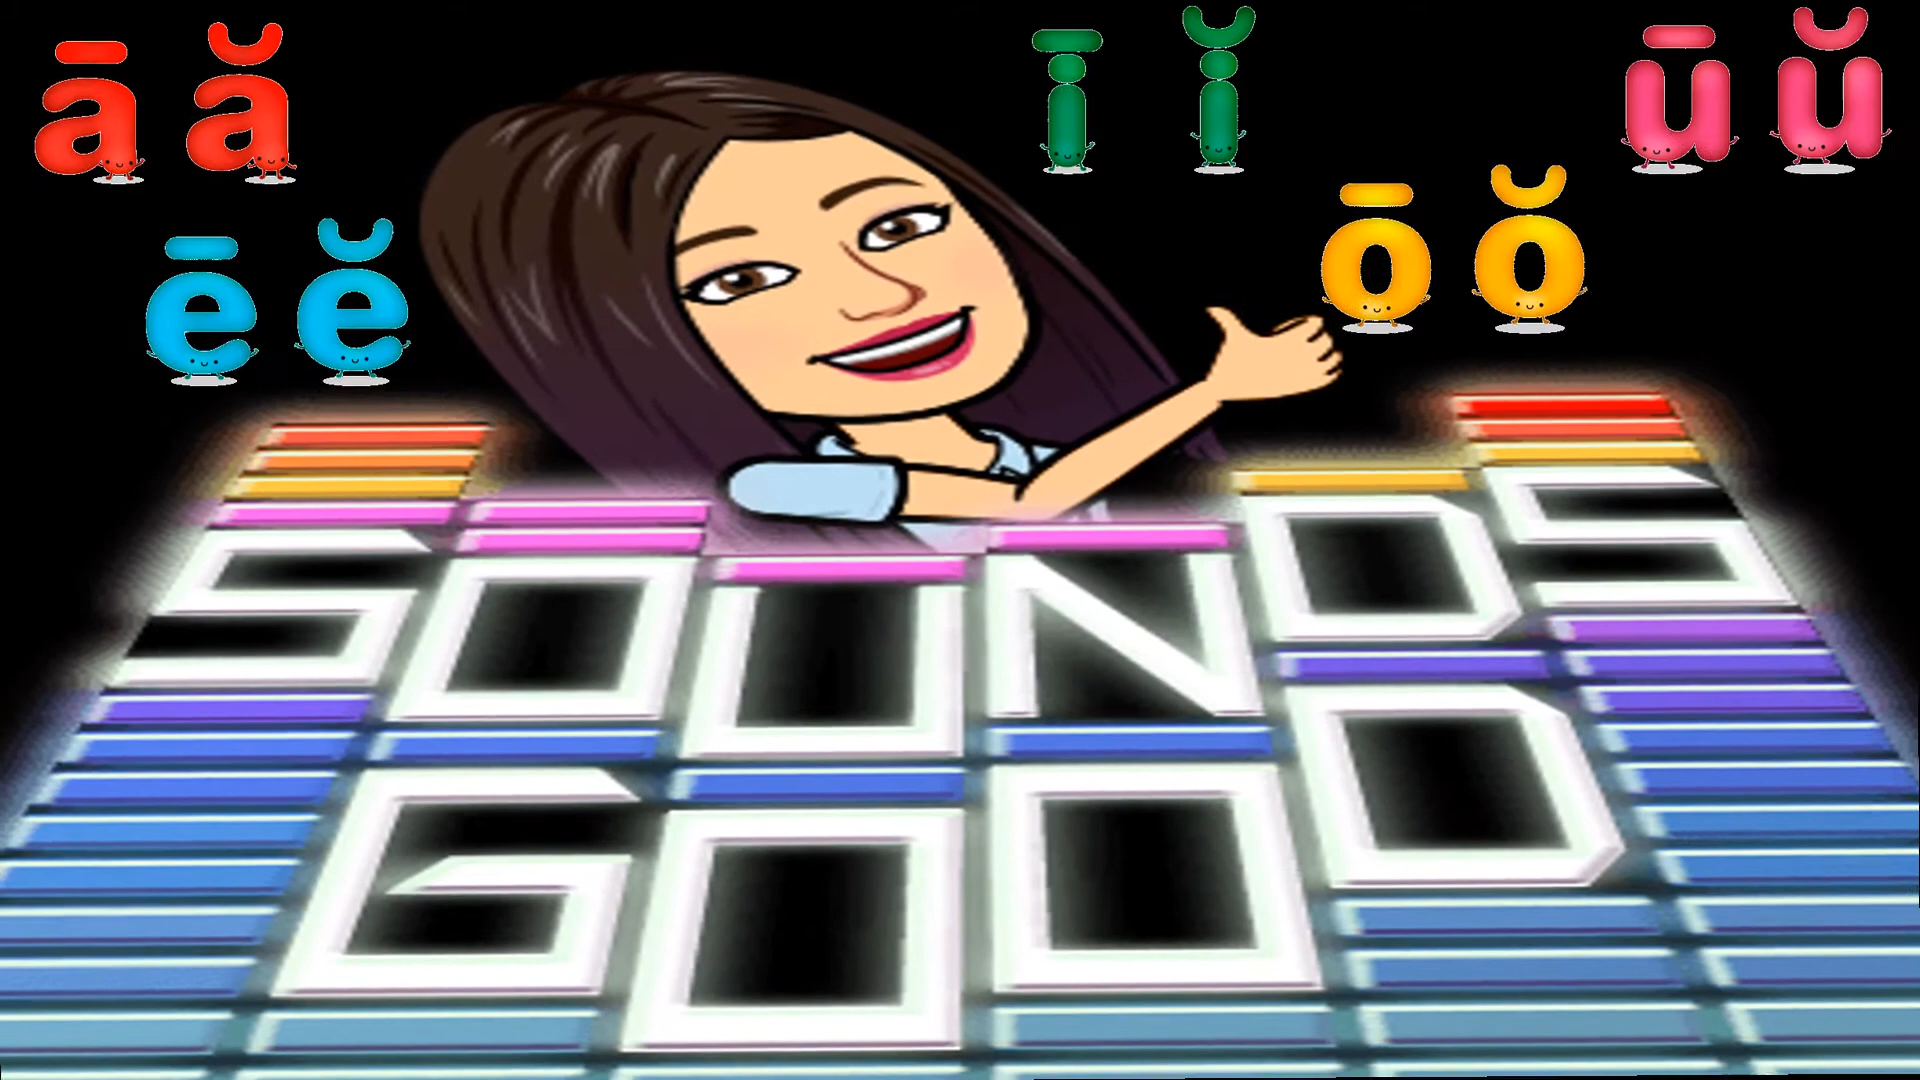 ā ă
ē ĕ
ī ĭ
ō ŏ
ū ŭ
SOUNDS
GOOD